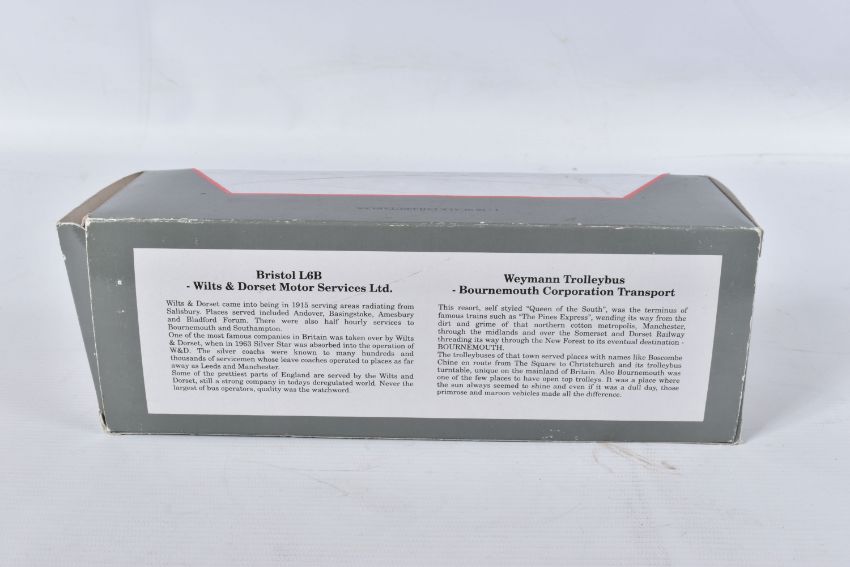 Bristol L6B
- Wilts & Dorset Motor Services Ltd.
Wilts & Dorset came into being in 1915 serving areas radiating from
Salisbury. Places served included Andover, Basingstoke, Amesbury
and Bladford Forum. There were also half hourly services to
Bournemouth and Southampton.
One of the most famous companies in Britain was taken over by Wilts
& Dorset, when in 1963 Silver Star was absorbed into the operation of
W&D. The silver coachs were known to many hundreds and
thousands of servicemen whose leave coaches operated to places as far
away as Leeds and Manchester.
Some of the prettiest parts of England are served by the Wilts and
Dorset, still a strong company in todays deregulated world. Never the
largest of bus operators, quality was the watchword.
Weymann Trolleybus
- Bournemouth Corporation Transport
This resort, self styled "Queen of the South", was the terminus of
famous trains such as "The Pines Express", wending its way from the
dirt and grime of that northern cotton metropolis, Manchester,
through the midlands and over the Somerset and Dorset Railway
threading its way through the New Forest to its eventual destination -
BOURNEMOUTH.
The trolleybuses of that town served places with names like Boscombe
Chine en route from The Square to Christchurch and its trolleybus
turntable, unique on the mainland of Britain. Also Bournemouth was
one of the few places to have open top trolleys. It was a place where
the sun always seemed to shine and even if it was a dull day, those
primrose and maroon vehicles made all the difference.